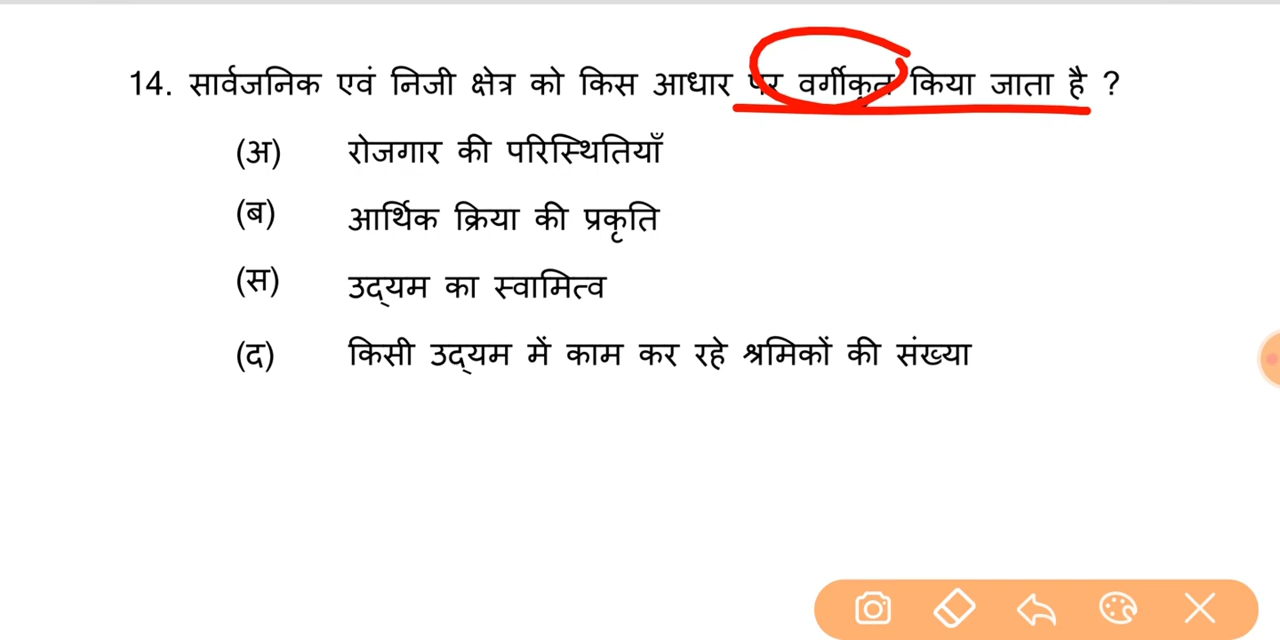 14. सार्वजनिक एवं निजी क्षेत्र को किस आधार पर वर्गीकृत किया जाता है ?
(अ) रोजगार की परिस्थितियाँ
(ब) आर्थिक क्रिया की प्रकृति
(स) उद्यम का स्वामित्व
(द) किसी उद्यम में काम कर रहे श्रमिकों की संख्या